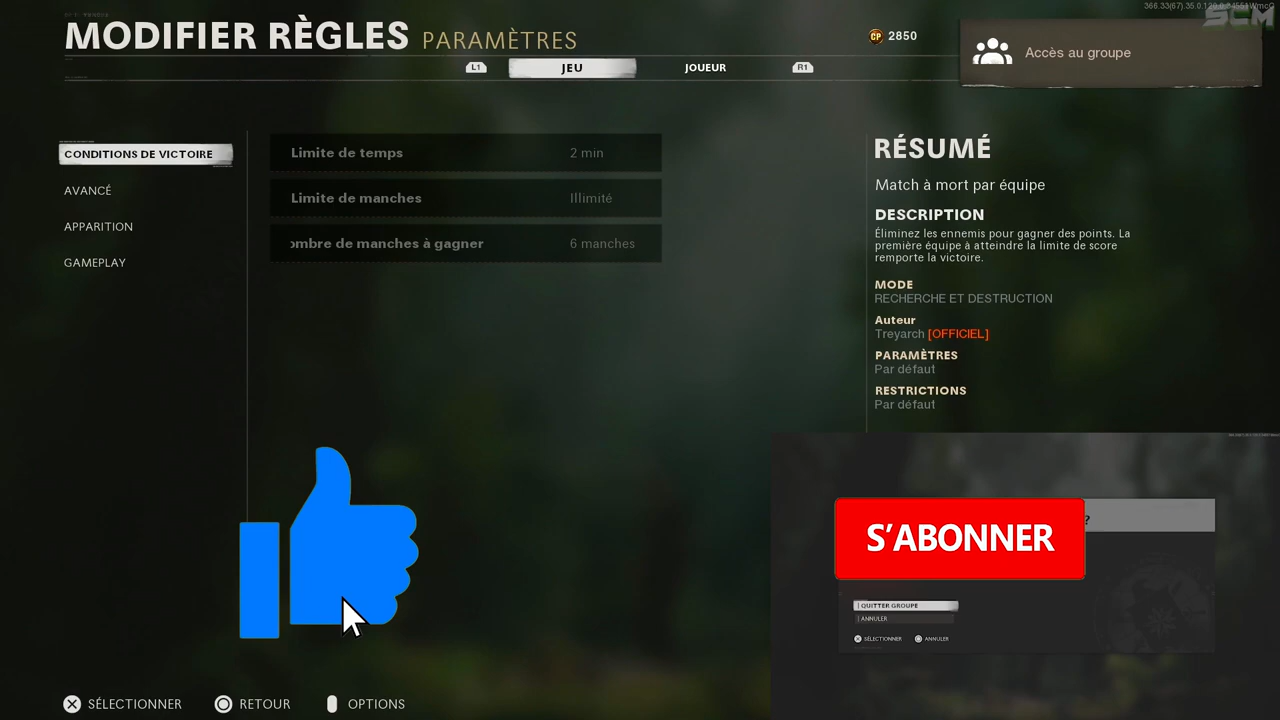 MODIFIER RÈGLES PARAMÈTRES
2850
SCM
Accès au groupe
L1
JEU
JOUEUR
R1
CONDITIONS DE VICTOIRE
AVANCÉ
APPARITION
GAMEPLAY
Limite de temps 2 min
Limite de manches Illimité
ombre de manches à gagner 6 manches
RÉSUMÉ
Match à mort par équipe
DESCRIPTION
Éliminez les ennemis pour gagner des points. La
première équipe à atteindre la limite de score
remporte la victoire.
MODE
RECHERCHE ET DESTRUCTION
Auteur
Treyarch [OFFICIEL]
PARAMÈTRES
Par défaut
RESTRICTIONS
Par défaut
S'ABONNER
?
QUITTER GROUPE
ANNULER
SÉLECTIONNER ANNULER
SÉLECTIONNER RETOUR OPTIONS